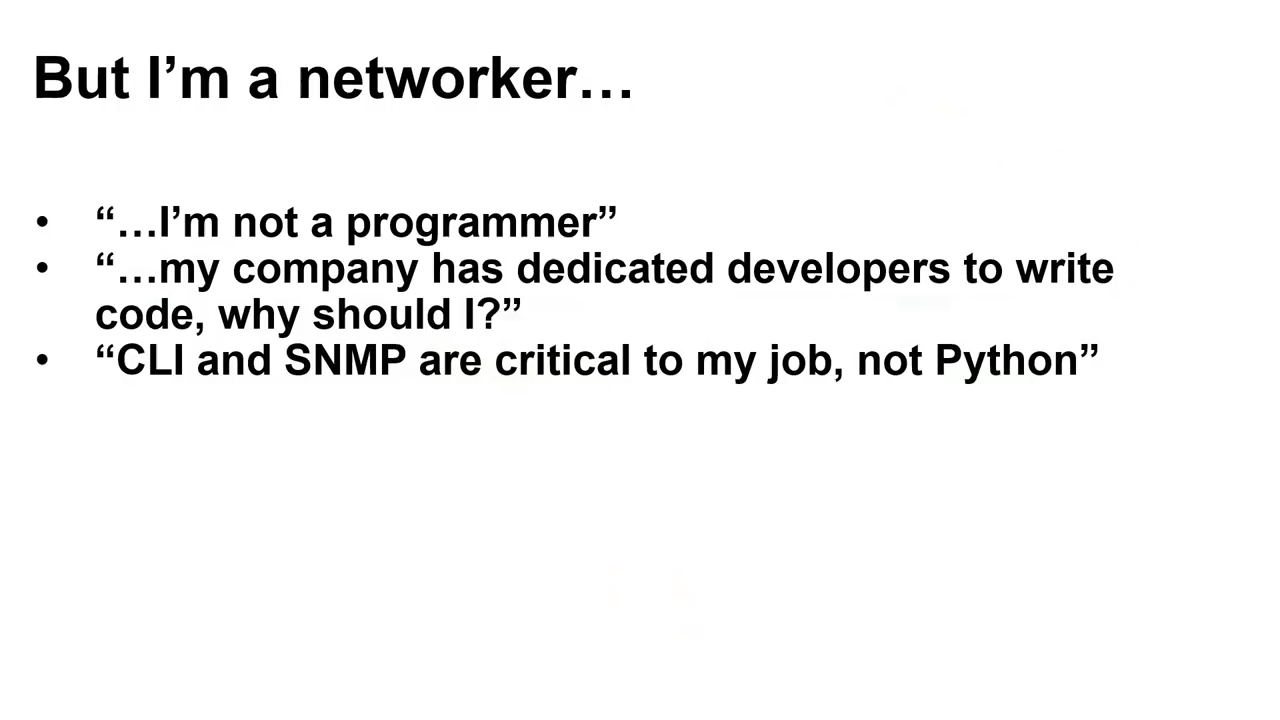 But I’m a networker…
• “…I’m not a programmer”
• “…my company has dedicated developers to write
code, why should I?”
• “CLI and SNMP are critical to my job, not Python”